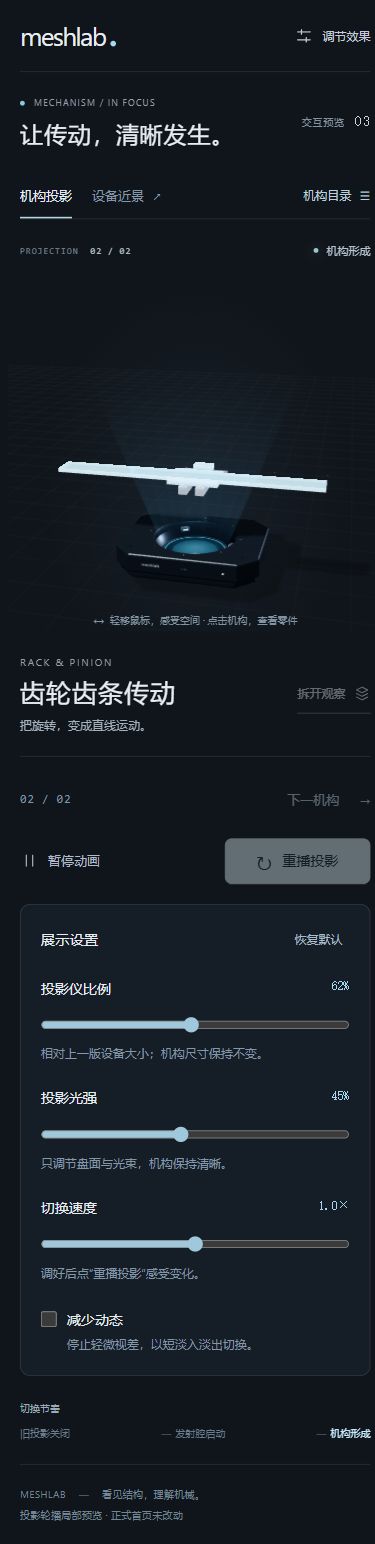 meshlab.
调节效果
MECHANISM / IN FOCUS
让传动，清晰发生。
交互预览 03
机构投影 设备近景 ↗ 机构目录 ☰
PROJECTION 02 / 02 机构形成
↔ 轻移鼠标，感受空间 · 点击机构，查看零件
RACK & PINION
齿轮齿条传动
拆开观察
把旋转，变成直线运动。
02 / 02 下一机构 →
暂停动画 ↻ 重播投影
展示设置 恢复默认
投影仪比例 62%
相对上一版设备大小；机构尺寸保持不变。
投影光强 45%
只调节盘面与光束，机构保持清晰。
切换速度 1.0×
调好后点“重播投影”感受变化。
减少动态
停止轻微视差，以短淡入淡出切换。
切换节奏
旧投影关闭 — 发射腔启动 — 机构形成
MESHLAB — 看见结构，理解机械。
投影轮播局部预览 · 正式首页未改动